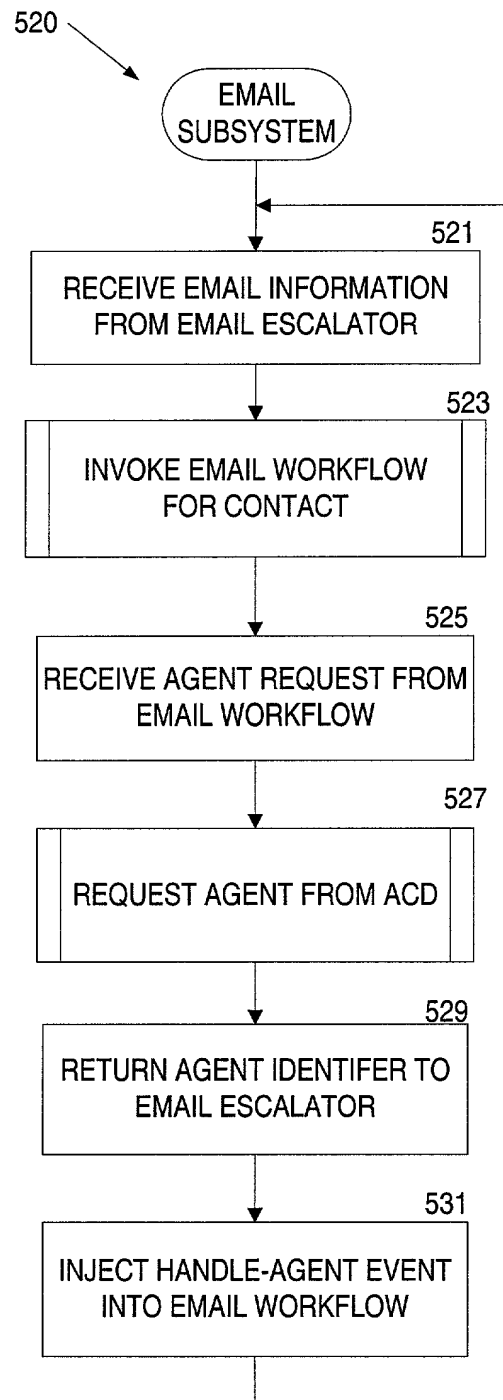 520
EMAIL
SUBSYSTEM
521
RECEIVE EMAIL INFORMATION
FROM EMAIL ESCALATOR
523
INVOKE EMAIL WORKFLOW
FOR CONTACT
525
RECEIVE AGENT REQUEST FROM
EMAIL WORKFLOW
527
REQUEST AGENT FROM ACD
529
RETURN AGENT IDENTIFER TO
EMAIL ESCALATOR
531
INJECT HANDLE-AGENT EVENT
INTO EMAIL WORKFLOW